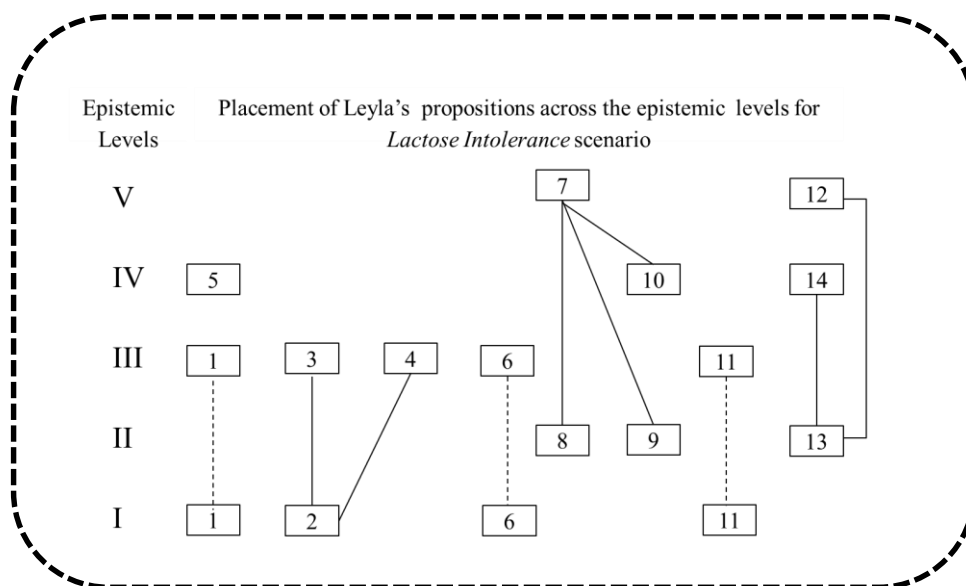 Epistemic Levels
Placement of Leyla’s propositions across the epistemic levels for
Lactose Intolerance scenario
V 7 12
IV 5 10 14
III 1 3 4 6 11
II 8 9 13
I 1 2 6 11